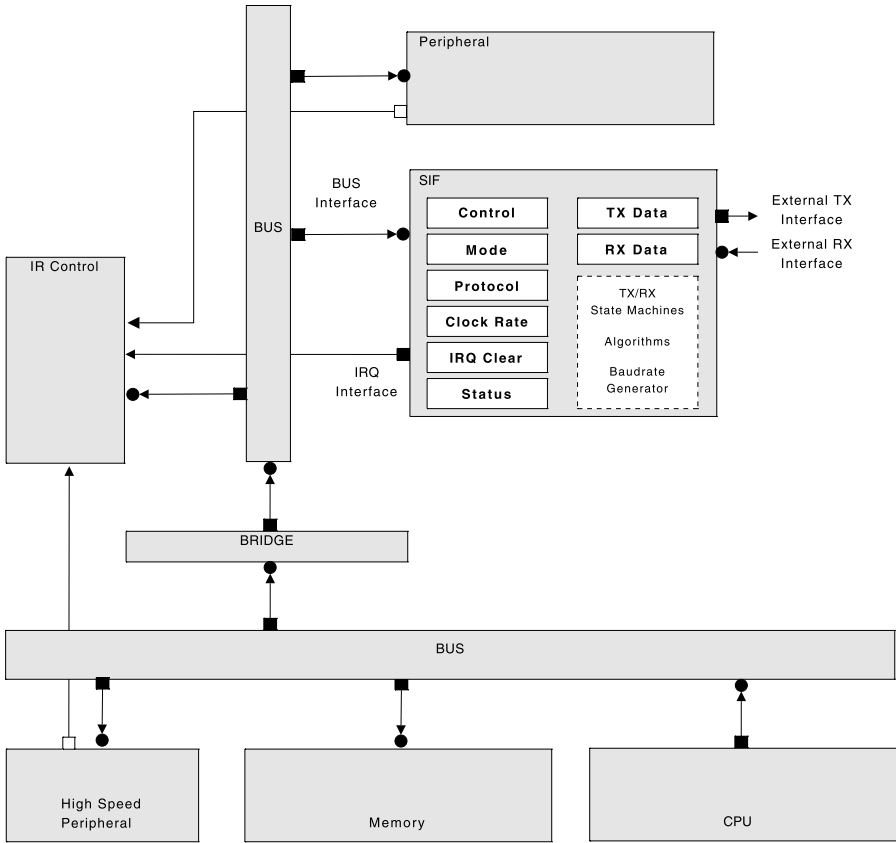 Peripheral
BUS
Interface
SIF
Control
Mode
Protocol
Clock Rate
IRQ Clear
Status
TX Data
RX Data
TX/RX
State Machines
Algorithms
Baudrate
Generator
External TX
Interface
External RX
Interface
BUS
IR Control
IRQ
Interface
BRIDGE
BUS
High Speed
Peripheral
Memory
CPU